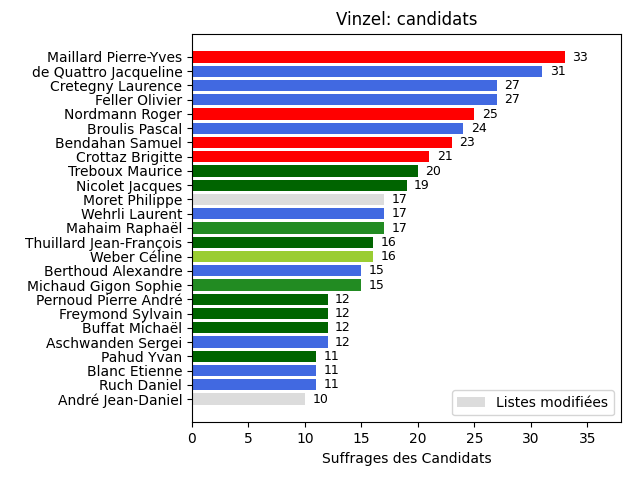 Vinzel: candidats
Maillard Pierre-Yves 33
de Quattro Jacqueline 31
Cretegny Laurence 27
Feller Olivier 27
Nordmann Roger 25
Broulis Pascal 24
Bendahan Samuel 23
Crottaz Brigitte 21
Treboux Maurice 20
Nicolet Jacques 19
Moret Philippe 17
Wehrli Laurent 17
Mahaim Raphaël 17
Thuillard Jean-François 16
Weber Céline 16
Berthoud Alexandre 15
Michaud Gigon Sophie 15
Pernoud Pierre André 12
Freymond Sylvain 12
Buffat Michaël 12
Aschwanden Sergei 12
Pahud Yvan 11
Blanc Etienne 11
Ruch Daniel 11
André Jean-Daniel 10
Listes modifiées
0 5 10 15 20 25 30 35
Suffrages des Candidats